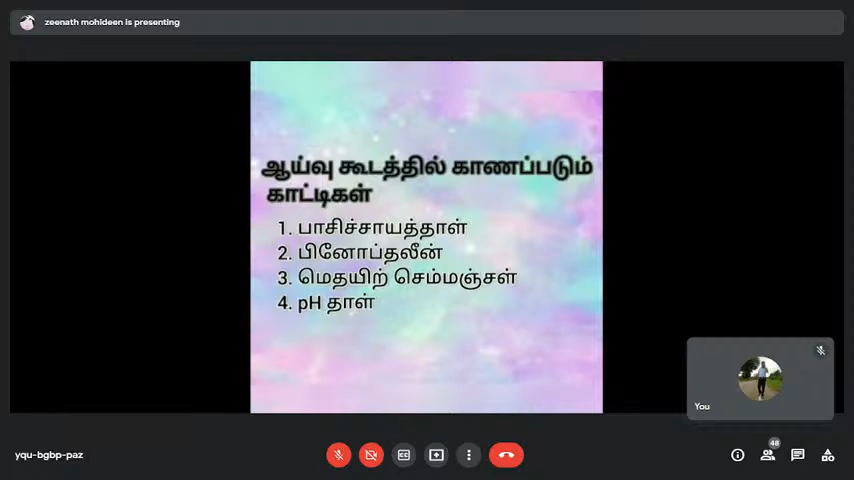 zeenath mohideen is presenting
ஆய்வு கூடத்தில் காணப்படும்
காட்டிகள்
1. பாசிச்சாயத்தாள்
2. பினோப்தலீன்
3. மெதயிற் செம்மஞ்சள்
4. pH தாள்
You
48
yqu-bgbp-paz